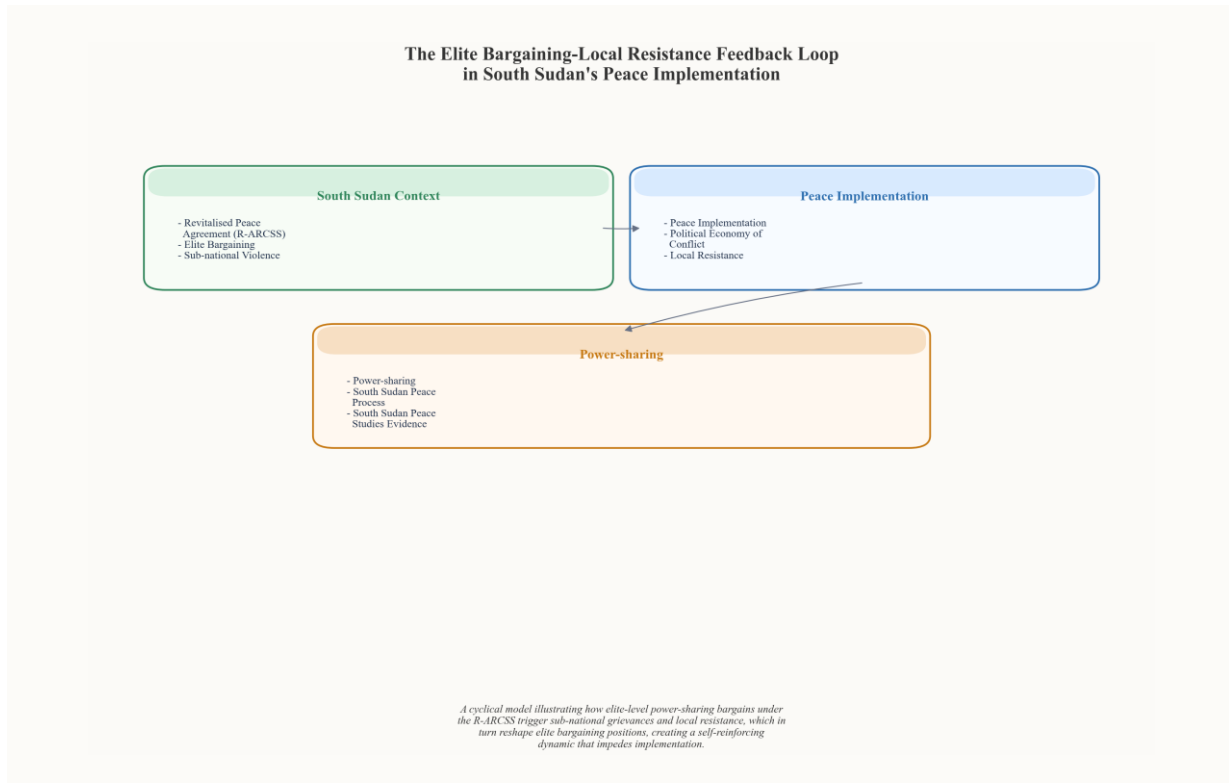 The Elite Bargaining-Local Resistance Feedback Loop
in South Sudan's Peace Implementation
South Sudan Context
- Revitalised Peace
Agreement (R-ARCSS)
- Elite Bargaining
- Sub-national Violence
Peace Implementation
- Peace Implementation
- Political Economy of
Conflict
- Local Resistance
Power-sharing
- Power-sharing
- South Sudan Peace
Process
- South Sudan Peace
Studies Evidence
A cyclical model illustrating how elite-level power-sharing bargains under
the R-ARCSS trigger sub-national grievances and local resistance, which in
turn reshape elite bargaining positions, creating a self-reinforcing
dynamic that impedes implementation.